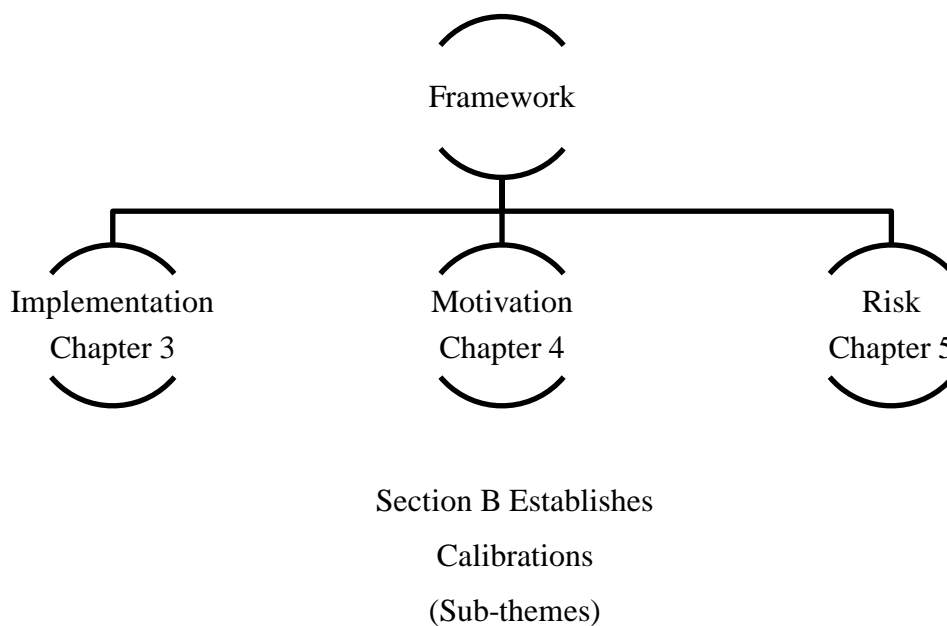 Framework
Implementation
Chapter 3
Motivation
Chapter 4
Risk
Chapter 5
Section B Establishes
Calibrations
(Sub-themes)